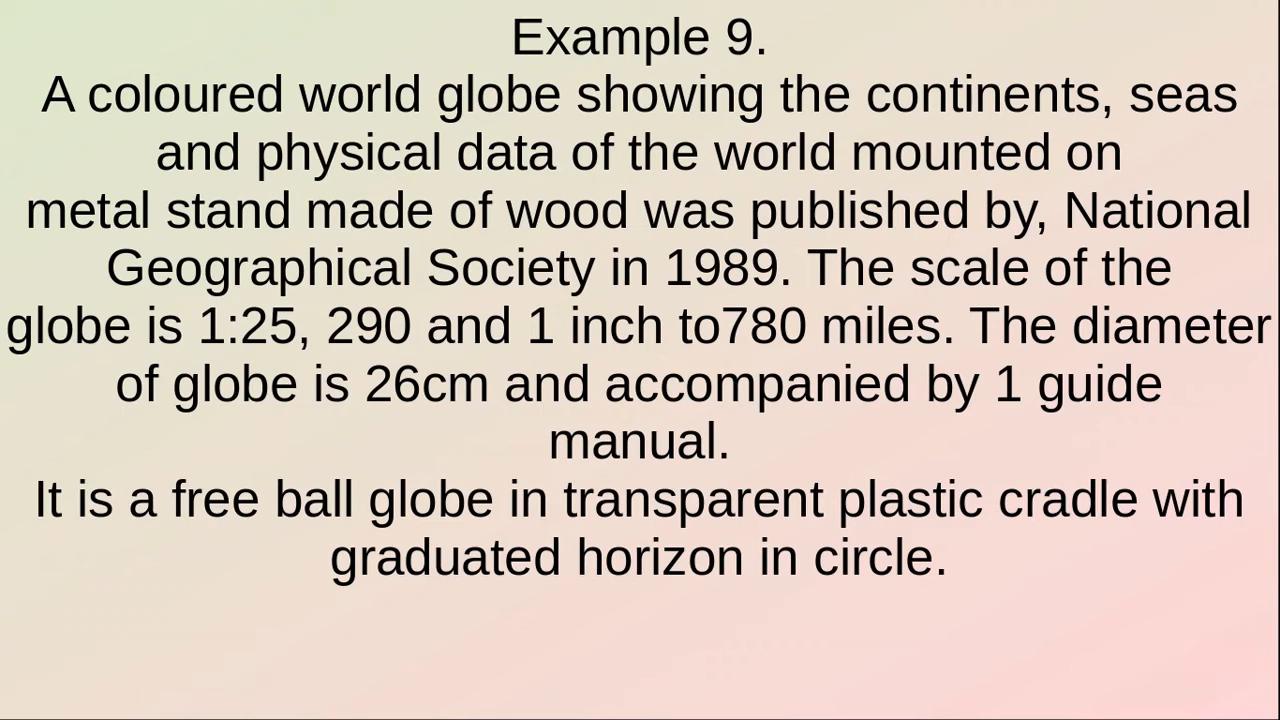 Example 9.
A coloured world globe showing the continents, seas
and physical data of the world mounted on
metal stand made of wood was published by, National
Geographical Society in 1989. The scale of the
globe is 1:25, 290 and 1 inch to780 miles. The diameter
of globe is 26cm and accompanied by 1 guide
manual.
It is a free ball globe in transparent plastic cradle with
graduated horizon in circle.